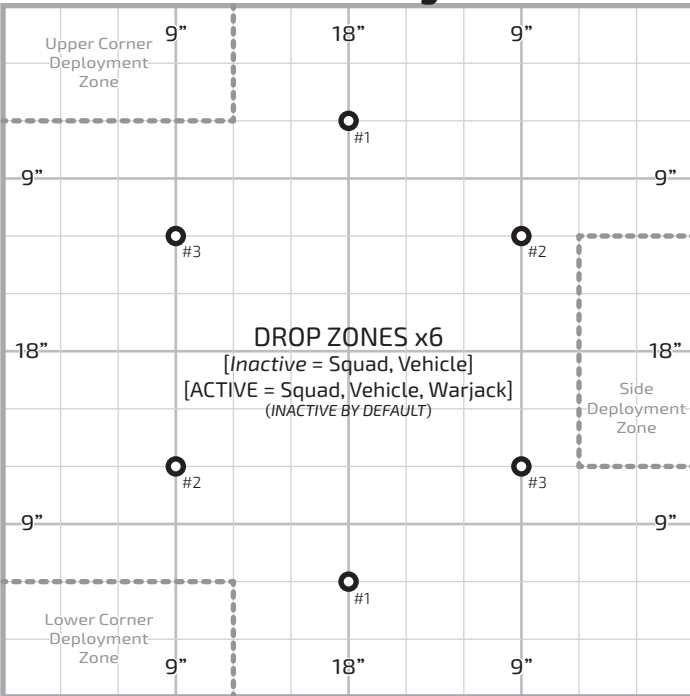 9” 18” 9”
Upper Corner
Deployment
Zone
#1
9” 9”
#3 #2
DROP ZONES x6
18” 18”
[Inactive = Squad, Vehicle]
[ACTIVE = Squad, Vehicle, Warjack]
(INACTIVE BY DEFAULT)
Side
Deployment
Zone
#2 #3
9” 9”
#1
Lower Corner
Deployment
Zone
9” 18” 9”